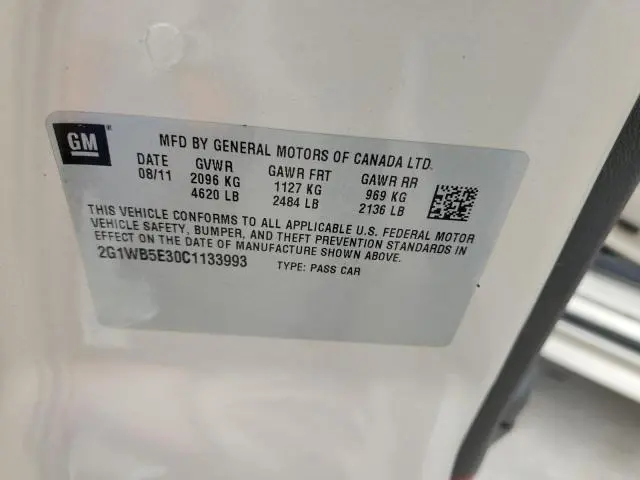 GM
MFD BY GENERAL MOTORS OF CANADA LTD.
DATE GVWR GAWR FRT GAWR RR
08/11 2096 KG 1127 KG 969 KG
4620 LB 2484 LB 2136 LB
THIS VEHICLE CONFORMS TO ALL APPLICABLE U.S. FEDERAL MOTOR
VEHICLE SAFETY, BUMPER, AND THEFT PREVENTION STANDARDS IN
EFFECT ON THE DATE OF MANUFACTURE SHOWN ABOVE.
2G1WB5E30C1133993 TYPE: PASS CAR